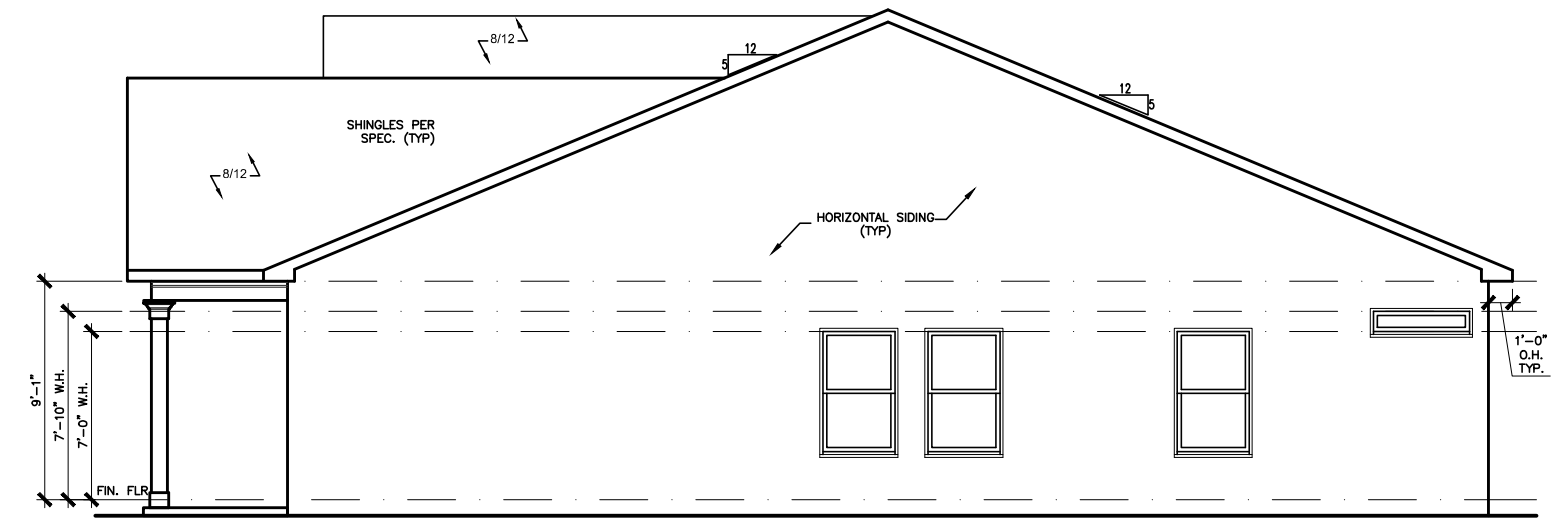 8/12
12
5
12
5
SHINGLES PER
SPEC. (TYP)
8/12
HORIZONTAL SIDING
(TYP)
9'-1"
7'-10" W.H.
7'-0" W.H.
1'-0"
O.H.
TYP.
FIN. FLR